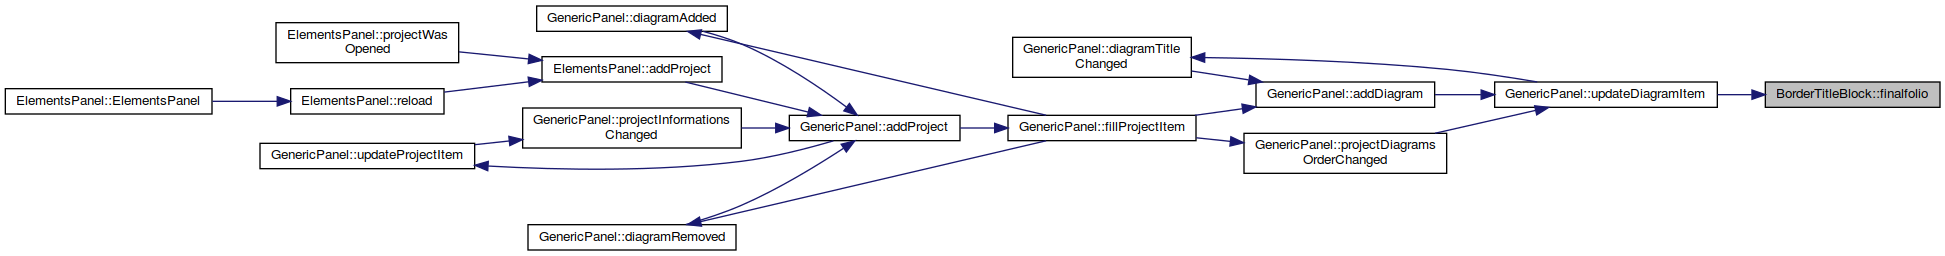 GenericPanel::diagramAdded
ElementsPanel::projectWas
Opened
GenericPanel::diagramTitle
Changed
ElementsPanel::addProject
ElementsPanel::ElementsPanel
ElementsPanel::reload
GenericPanel::addDiagram
GenericPanel::updateDiagramItem
BorderTitleBlock::finalfolio
GenericPanel::projectInformations
Changed
GenericPanel::addProject
GenericPanel::fillProjectItem
GenericPanel::updateProjectItem
GenericPanel::projectDiagrams
OrderChanged
GenericPanel::diagramRemoved